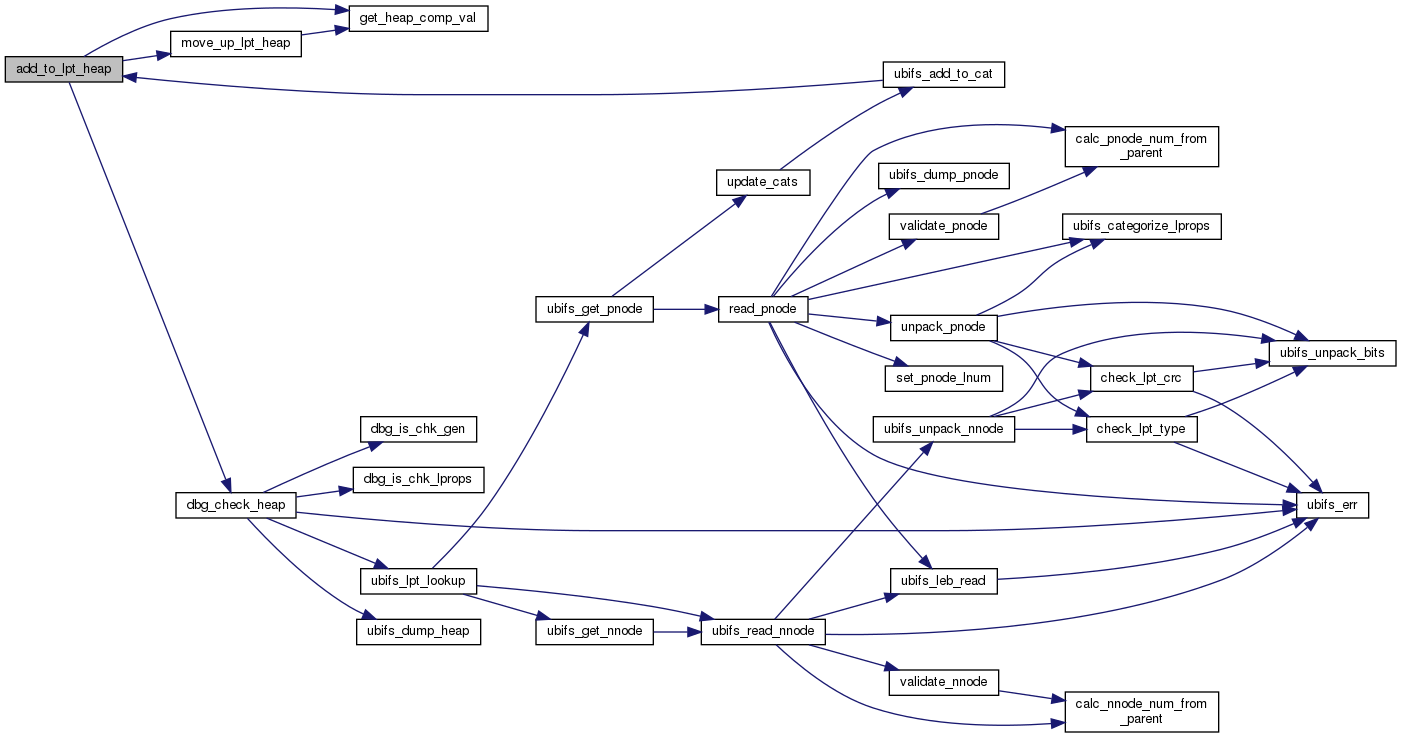 get_heap_comp_val
move_up_lpt_heap
add_to_lpt_heap
ubifs_add_to_cat
calc_pnode_num_from
_parent
ubifs_dump_pnode
update_cats
validate_pnode
ubifs_categorize_lprops
ubifs_get_pnode
read_pnode
unpack_pnode
ubifs_unpack_bits
set_pnode_lnum
check_lpt_crc
dbg_is_chk_gen
ubifs_unpack_nnode
check_lpt_type
dbg_is_chk_lprops
dbg_check_heap
ubifs_err
ubifs_lpt_lookup
ubifs_leb_read
ubifs_dump_heap
ubifs_get_nnode
ubifs_read_nnode
validate_nnode
calc_nnode_num_from
_parent